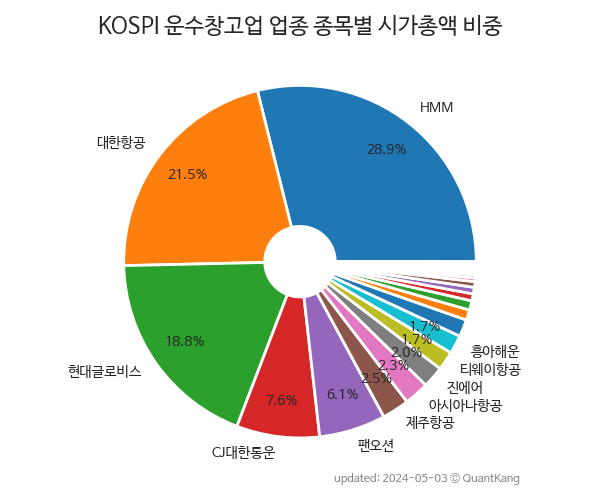 KOSPI 운수창고업 업종 종목별 시가총액 비중
HMM
28.9%
대한항공
21.5%
현대글로비스
18.8%
CJ대한통운
7.6%
팬오션
6.1%
제주항공
2.5%
아시아나항공
2.3%
진에어
2.0%
티웨이항공
1.7%
흥아해운
1.7%
updated: 2024-05-03 ⓒ QuantKang